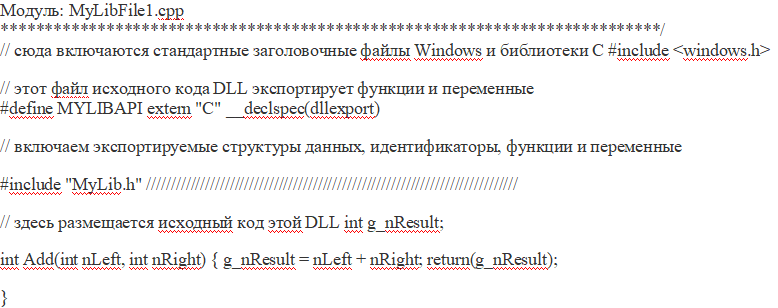 Модуль: MyLibFile1.cpp
***************************************************************************/
// сюда включаются стандартные заголовочные файлы Windows и библиотеки С #include <windows.h>
// этот файл исходного кода DLL экспортирует функции и переменные
#define MYLIBAPI extern "C" __declspec(dllexport)
// включаем экспортируемые структуры данных, идентификаторы, функции и переменные
#include "MyLib.h" ///////////////////////////////////////////////////////////////////////////
// здесь размещается исходный код этой DLL int g_nResult;
int Add(int nLeft, int nRight) { g_nResult = nLeft + nRight; return(g_nResult);
}